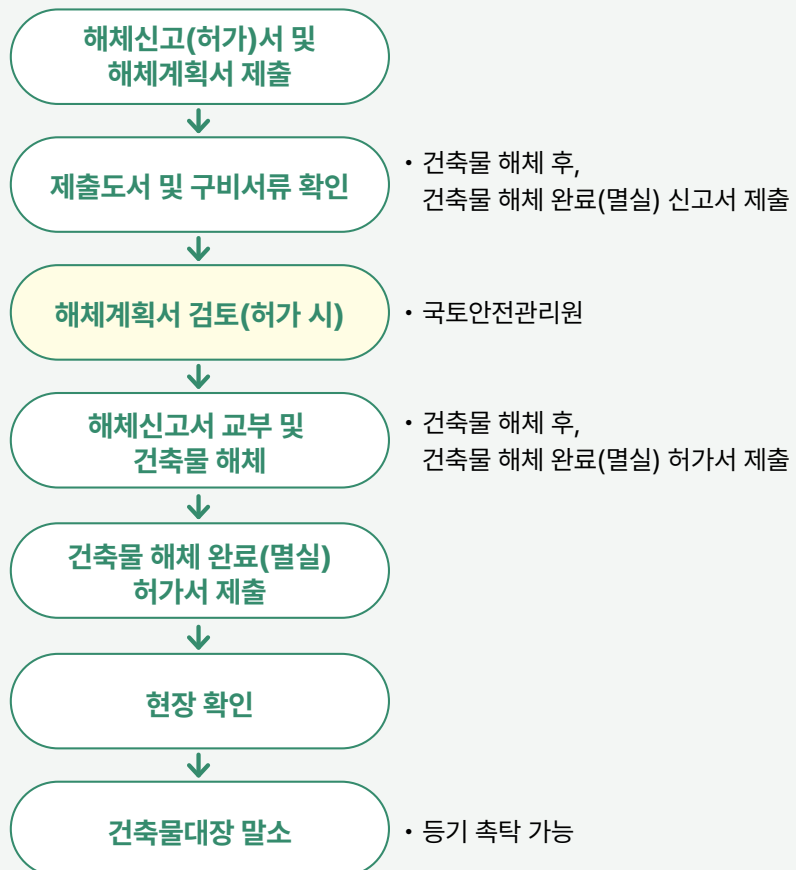 해체신고(허가)서 및
해체계획서 제출
제출도서 및 구비서류 확인
• 건축물 해체 후,
건축물 해체 완료(멸실) 신고서 제출
해체계획서 검토(허가 시)
• 국토안전관리원
해체신고서 교부 및
건축물 해체
• 건축물 해체 후,
건축물 해체 완료(멸실) 허가서 제출
건축물 해체 완료(멸실)
허가서 제출
현장 확인
건축물대장 말소
• 등기 촉탁 가능